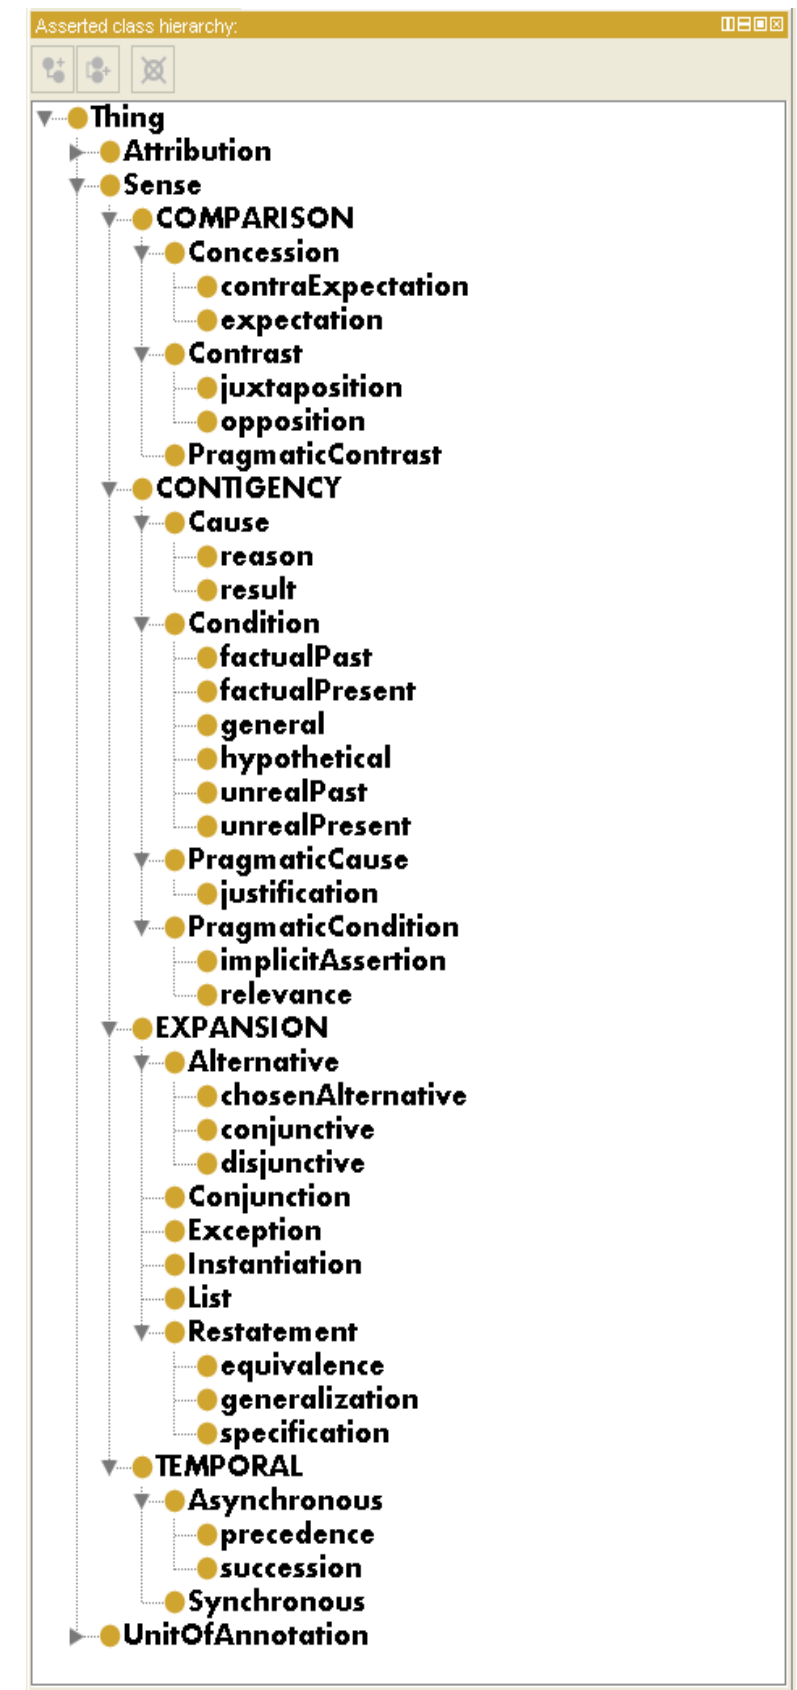 Asserted class hierarchy:
Thing
Attribution
Sense
COMPARISON
Concession
contraExpectation
expectation
Contrast
juxtaposition
opposition
PragmaticContrast
CONTIGENCY
Cause
reason
result
Condition
factualPast
factualPresent
general
hypothetical
unrealPast
unrealPresent
PragmaticCause
justification
PragmaticCondition
implicitAssertion
relevance
EXPANSION
Alternative
chosenAlternative
conjunctive
disjunctive
Conjunction
Exception
Instantiation
List
Restatement
equivalence
generalization
specification
TEMPORAL
Asynchronous
precedence
succession
Synchronous
UnitOfAnnotation